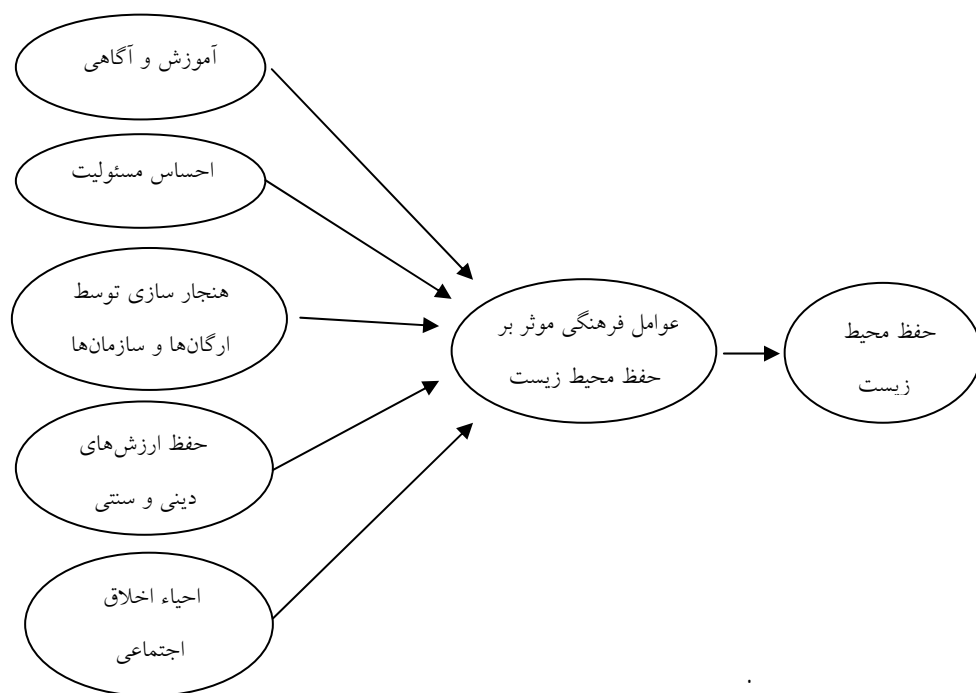 آموزش و آگاهی
احساس مسئولیت
هنجار سازی توسط
ارگان‌ها و سازمان‌ها
حفظ ارزش‌های
دینی و سنتی
احیاء اخلاق
اجتماعی
عوامل فرهنگی موثر بر
حفظ محیط زیست
حفظ محیط
زیست
.